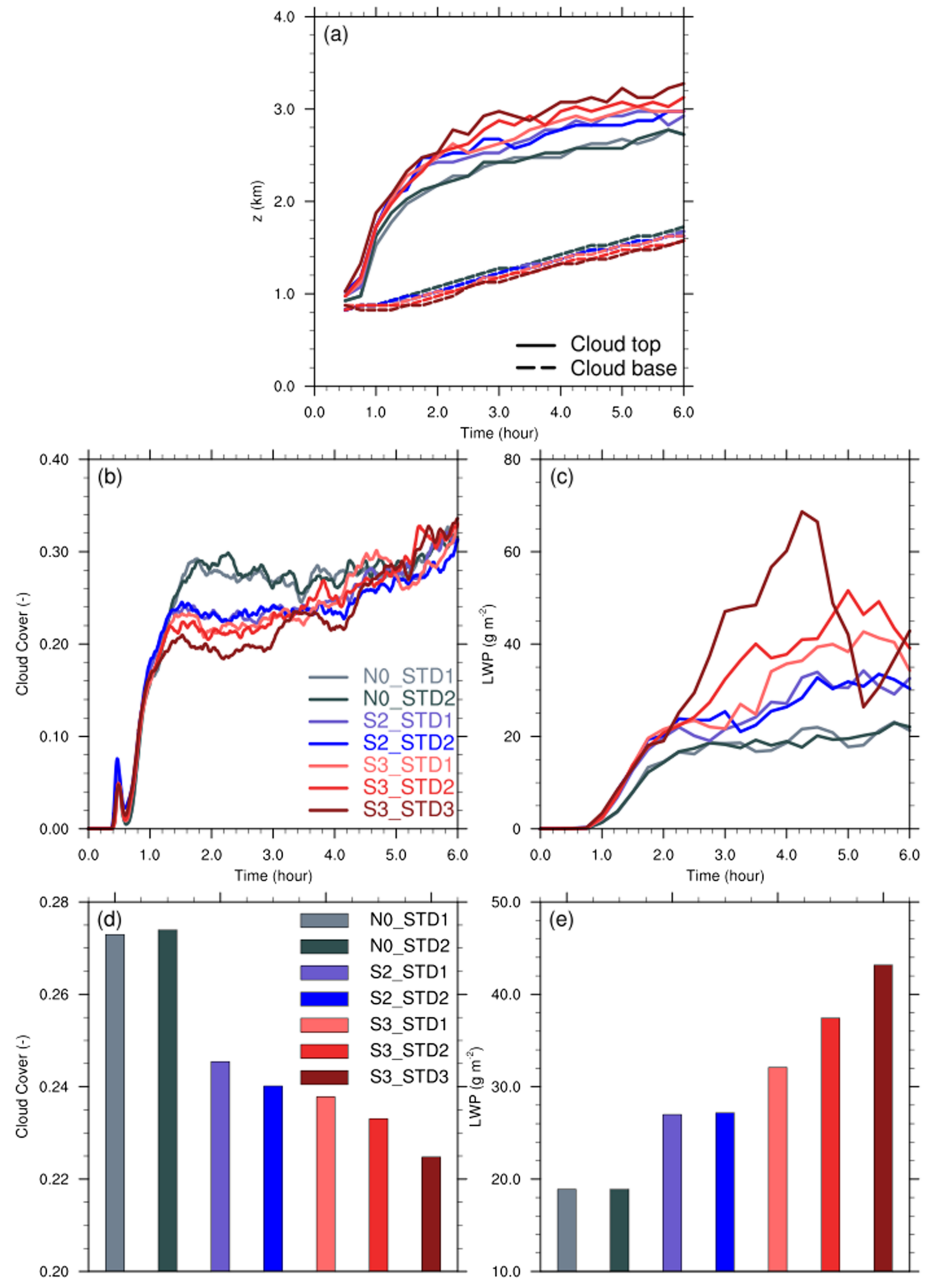 (a)
4.0
3.0
2.0
1.0
0.0
z (km)
Cloud top
Cloud base
0.0 1.0 2.0 3.0 4.0 5.0 6.0
Time (hour)
(b)
0.40
0.30
0.20
0.10
0.00
Cloud Cover (-)
N0_STD1
N0_STD2
S2_STD1
S2_STD2
S3_STD1
S3_STD2
S3_STD3
0.0 1.0 2.0 3.0 4.0 5.0 6.0
Time (hour)
(c)
80
60
40
20
0
LWP (g m-2)
0.0 1.0 2.0 3.0 4.0 5.0 6.0
Time (hour)
(d)
0.28
0.26
0.24
0.22
0.20
Cloud Cover (-)
N0_STD1
N0_STD2
S2_STD1
S2_STD2
S3_STD1
S3_STD2
S3_STD3
(e)
50.0
40.0
30.0
20.0
10.0
LWP (g m-2)